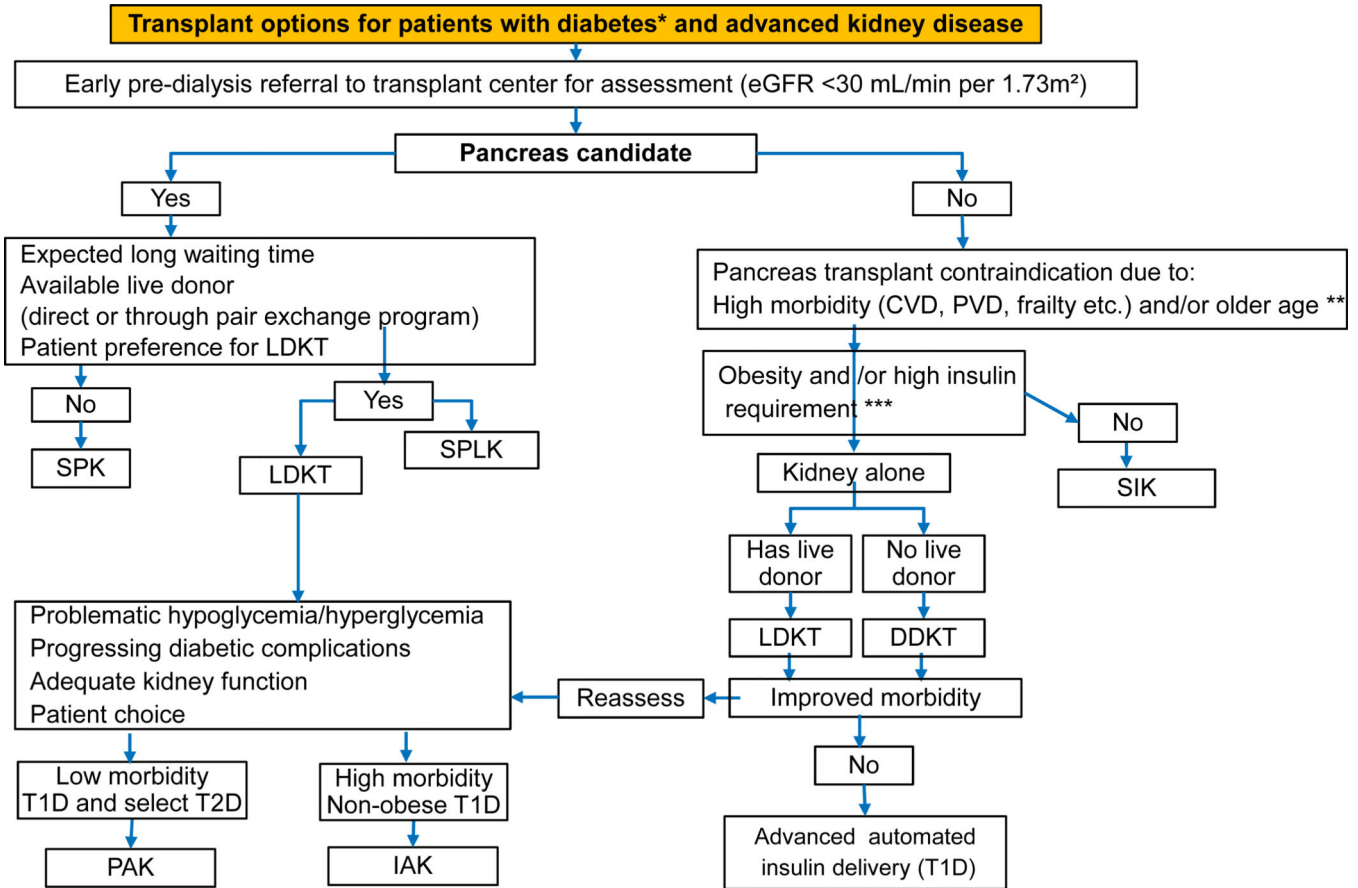 Transplant options for patients with diabetes* and advanced kidney disease
Early pre-dialysis referral to transplant center for assessment (eGFR <30 mL/min per 1.73m²)
Pancreas candidate
Yes
No
Expected long waiting time
Available live donor
(direct or through pair exchange program)
Patient preference for LDKT
No
SPK
Yes
LDKT
SPLK
Pancreas transplant contraindication due to:
High morbidity (CVD, PVD, frailty etc.) and/or older age **
Obesity and /or high insulin
requirement ***
No
SIK
Kidney alone
Has live
donor
No live
donor
LDKT
DDKT
Improved morbidity
Reassess
No
Advanced automated
insulin delivery (T1D)
Problematic hypoglycemia/hyperglycemia
Progressing diabetic complications
Adequate kidney function
Patient choice
Low morbidity
T1D and select T2D
PAK
High morbidity
Non-obese T1D
IAK